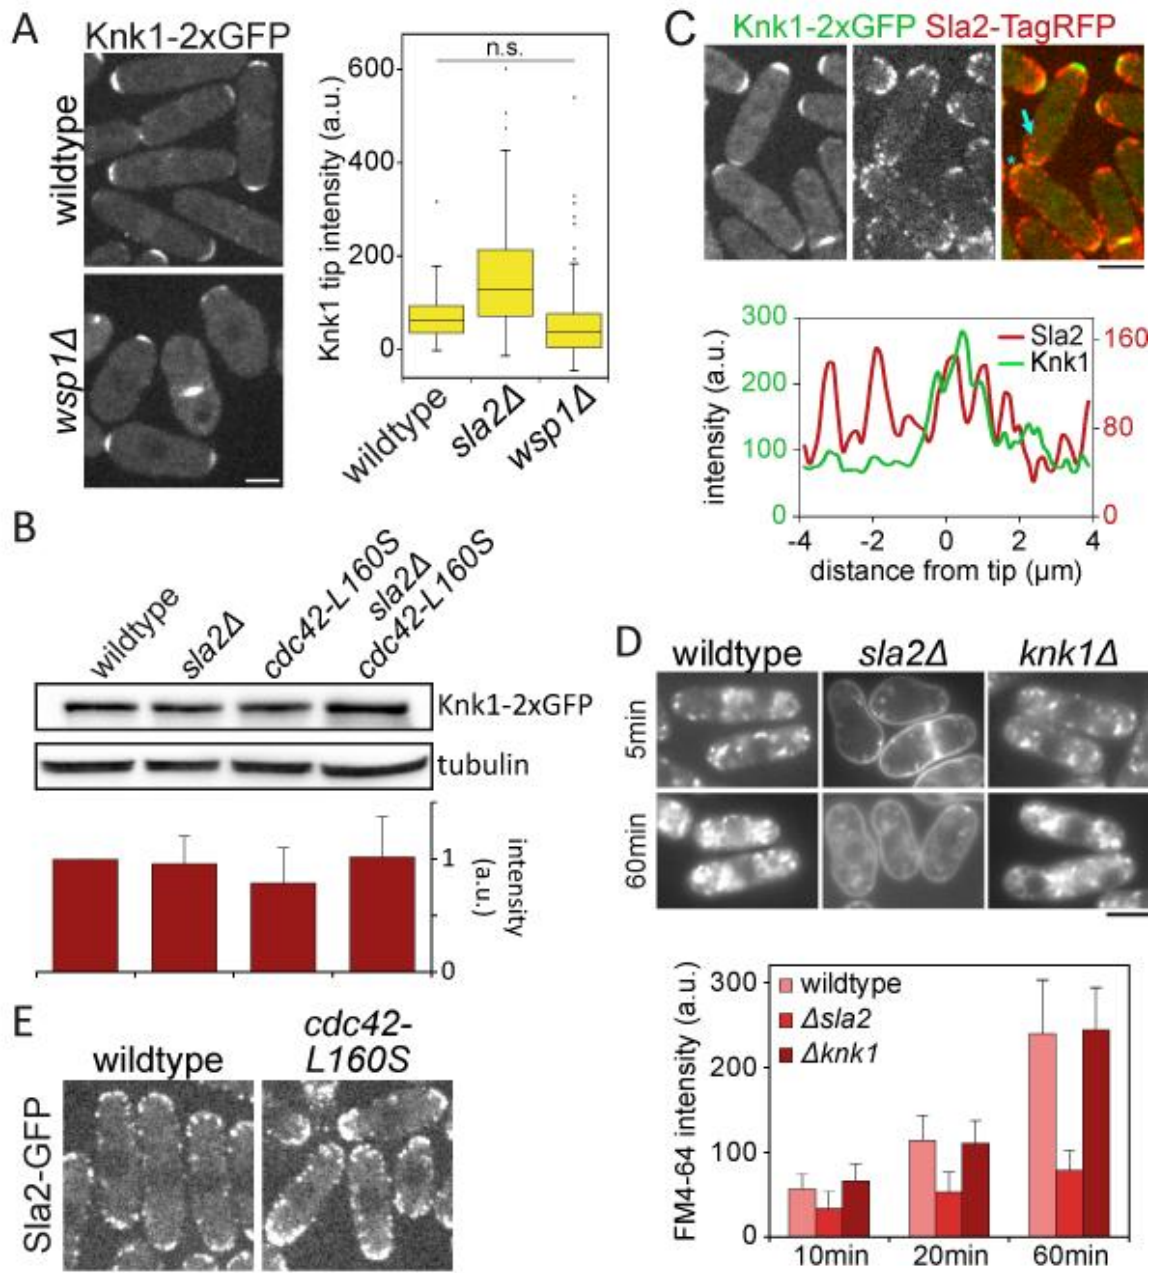 A
Knk1-2xGFP
wildtype
wsp1Δ
Knk1 tip intensity (a.u.)
600
400
200
0
n.s.
wildtype
sla2Δ
wsp1Δ
C
Knk1-2xGFP Sla2-TagRFP
*
intensity (a.u.)
300
200
100
0
Sla2
Knk1
160
80
0
-4
-2
0
2
4
distance from tip (µm)
B
wildtype
sla2Δ
cdc42-L160S
sla2Δ
cdc42-L160S
Knk1-2xGFP
tubulin
1
0
intensity
(a.u.)
D
wildtype
sla2Δ
knk1Δ
5min
60min
FM4-64 intensity (a.u.)
300
200
100
0
wildtype
Δsla2
Δknk1
10min
20min
60min
E
wildtype
cdc42-
L160S
Sla2-GFP